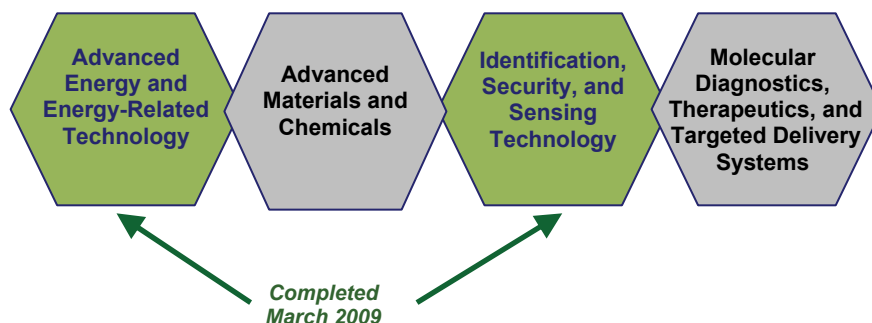 Advanced
Energy and
Energy-Related
Technology
Advanced
Materials and
Chemicals
Identification,
Security, and
Sensing
Technology
Molecular
Diagnostics,
Therapeutics, and
Targeted Delivery
Systems
Completed
March 2009